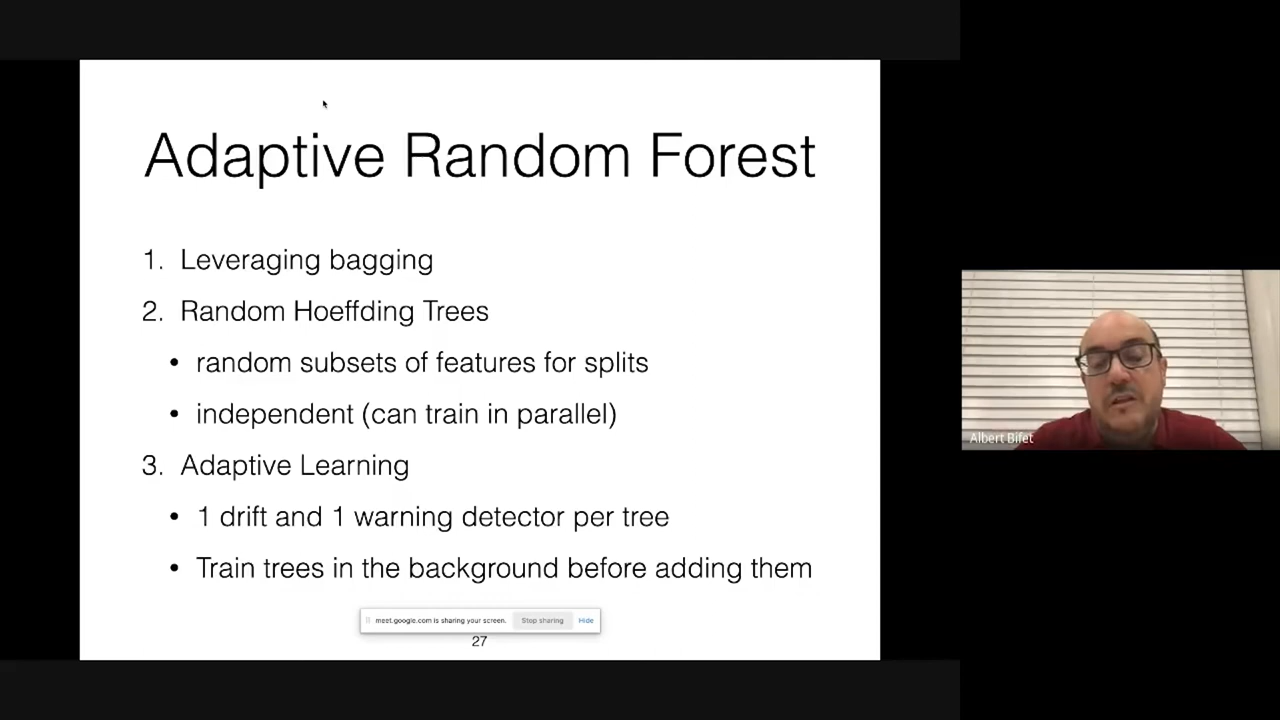 Adaptive Random Forest
1. Leveraging bagging
2. Random Hoeffding Trees
• random subsets of features for splits
• independent (can train in parallel)
3. Adaptive Learning
• 1 drift and 1 warning detector per tree
• Train trees in the background before adding them
meet.google.com is sharing your screen. Stop sharing Hide
27
Albert Bifet